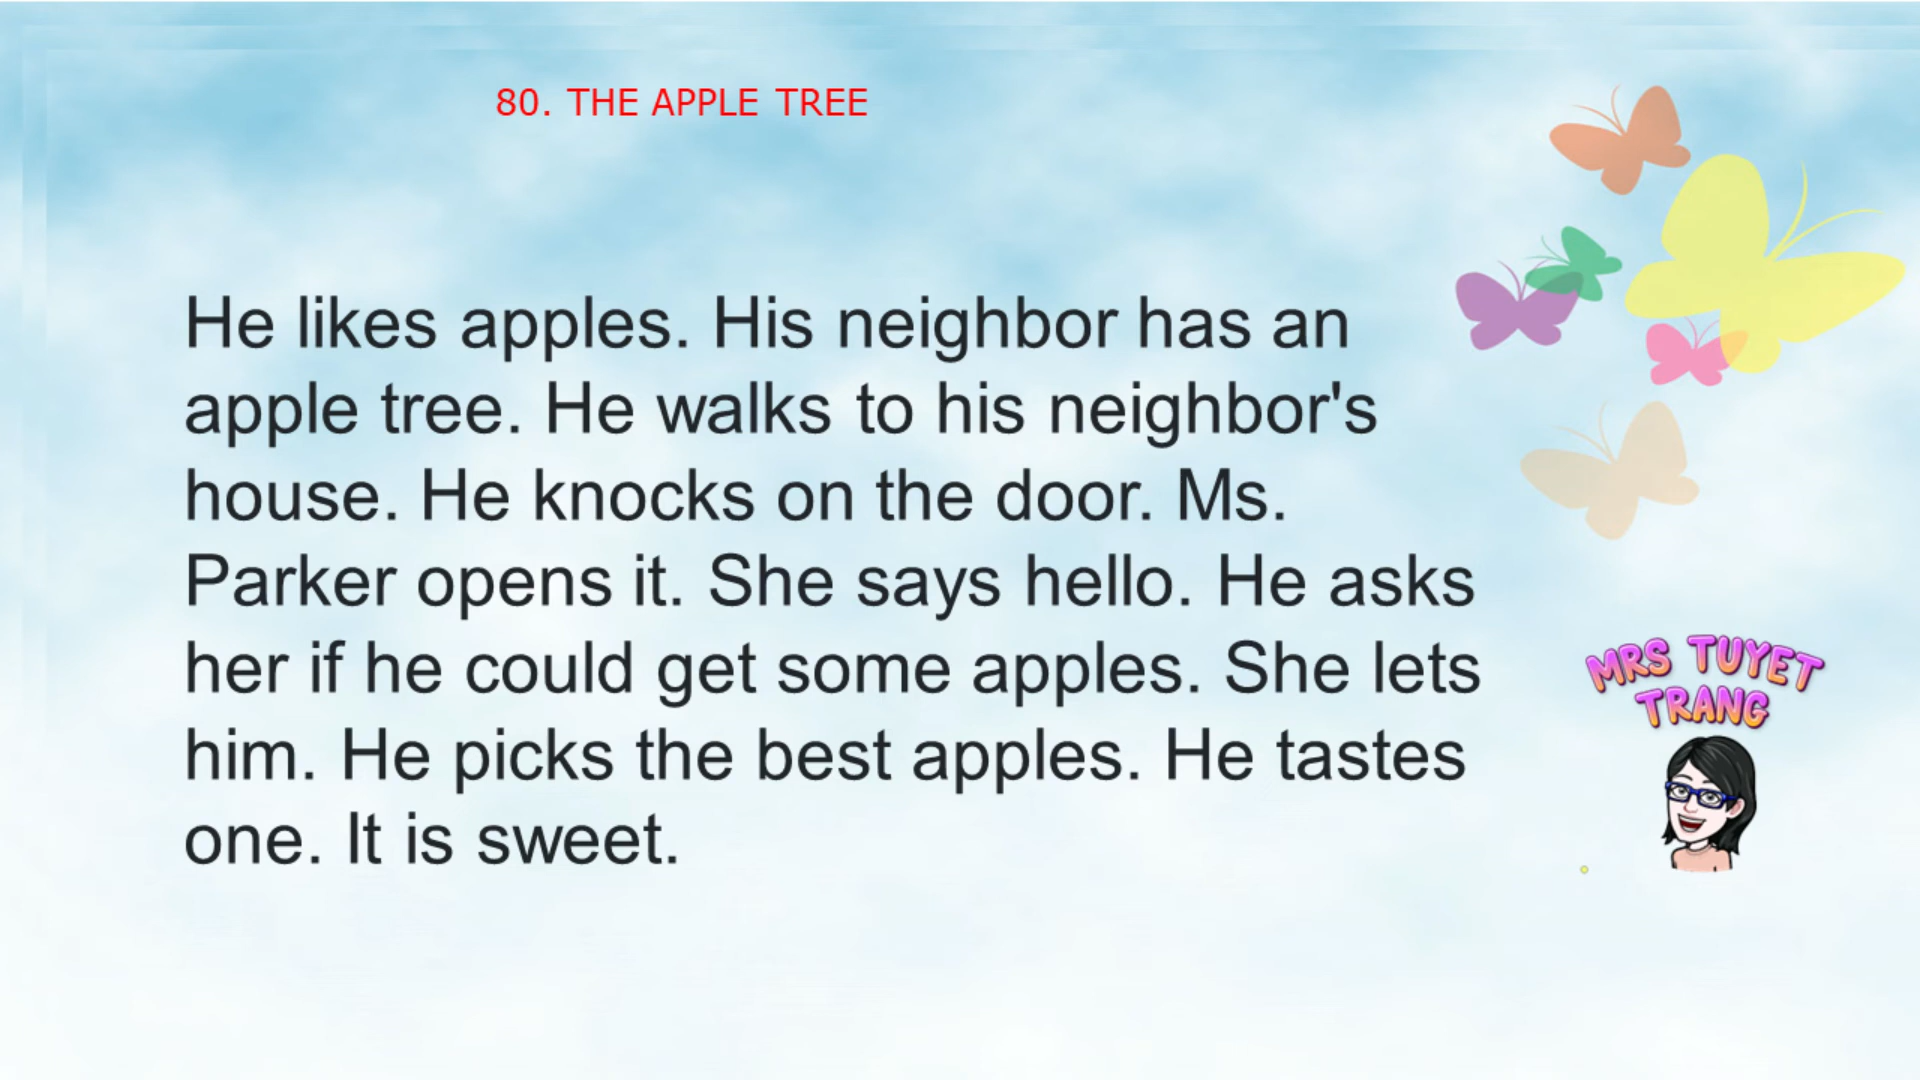 80. THE APPLE TREE
He likes apples. His neighbor has an
apple tree. He walks to his neighbor's
house. He knocks on the door. Ms.
Parker opens it. She says hello. He asks
her if he could get some apples. She lets
him. He picks the best apples. He tastes
one. It is sweet.
MRS TUYET
TRANG